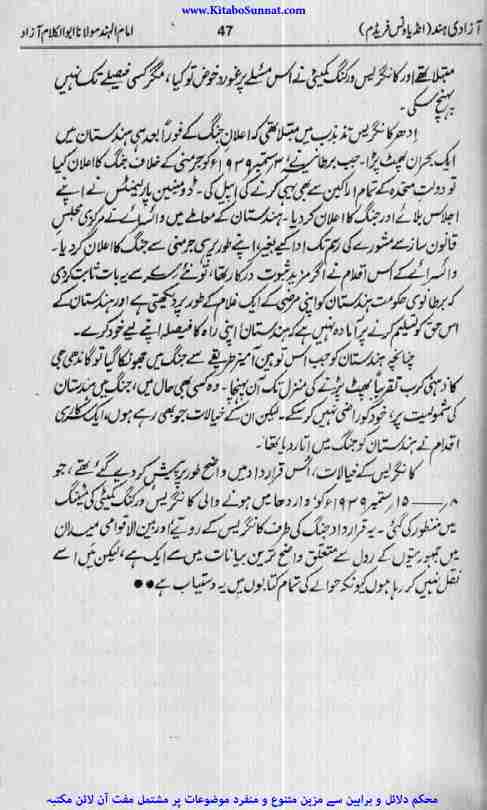 www.KitaboSunnat.com
آزادی ہند (انڈیا ونس فریڈم) 47 امام الہند مولانا ابوالکلام آزاد
مبتلا تھے اور کانگریس ورکنگ کمیٹی نے اس مسئلے پر غور و خوض تو کیا، مگر کسی فیصلے تک نہیں
پہنچ سکی۔
اِدھر کانگریس تذبذب میں مبتلا تھی کہ اعلانِ جنگ کے فوراً بعد ہی ہندستان میں
ایک بحران پھٹ پڑا۔ جب برطانیہ نے ۳ ستمبر ۱۹۳۹ء کو جرمنی کے خلاف جنگ کا اعلان کیا
تو دولت متحدہ کے تمام اراکین سے بھی یہی کرنے کی اپیل کی۔ ڈومینین پارلیمنٹس نے اپنے
اجلاس بلائے اور جنگ کا اعلان کر دیا۔ ہندستان کے معاملے میں وائسرائے نے مرکزی مجلسِ
قانون ساز سے مشورے کی رسم تک ادا کیے بغیر، اپنے طور پر ہی جرمنی سے جنگ کا اعلان کر دیا۔
وائسرائے کے اس اقدام نے اگر مزید ثبوت درکار تھا، تو نئے سرے سے یہ بات ثابت کر دی
کہ برطانوی حکومت ہندستان کو اپنی مرضی کے ایک غلام کے طور پر دیکھتی ہے اور ہندستان کے
اس حق کو تسلیم کرنے پر آمادہ نہیں ہے کہ ہندستان اپنی راہ کا فیصلہ اپنے لیے خود کرے۔
چنانچہ ہندستان کو جب اس توہین آمیز طریقے سے جنگ میں جھونکا گیا تو گاندھی جی
کا ذہنی کرب تقریباً پھٹ پڑنے کی منزل تک آن پہنچا۔ وہ کسی بھی حال میں، جنگ میں ہندستان
کی شمولیت پر، خود کو راضی نہیں کر سکے۔ لیکن ان کے خیالات جو بھی رہے ہوں، ایک سرکاری
اقدام نے ہندستان کو جنگ میں اتار دیا تھا۔
کانگریس کے خیالات، اُس قرارداد میں واضح طور پر پیش کر دیے گئے تھے، جو
۸ر—۱۵ر ستمبر ۱۹۳۹ء کو وار دھا میں ہونے والی کانگریس ورکنگ کمیٹی کی میٹنگ
میں منظور کی گئی۔ یہ قرارداد جنگ کی طرف کانگریس کے رویے اور بین الاقوامی میدان
میں جمہوریتوں کے رول سے متعلق واضح ترین بیانات میں سے ایک ہے، لیکن میں اسے
نقل نہیں کر رہا ہوں کیونکہ حوالے کی تمام کتابوں میں یہ دستیاب ہے ●●
محکم دلائل و براہین سے مزین متنوع و منفرد موضوعات پر مشتمل مفت آن لائن مکتبہ